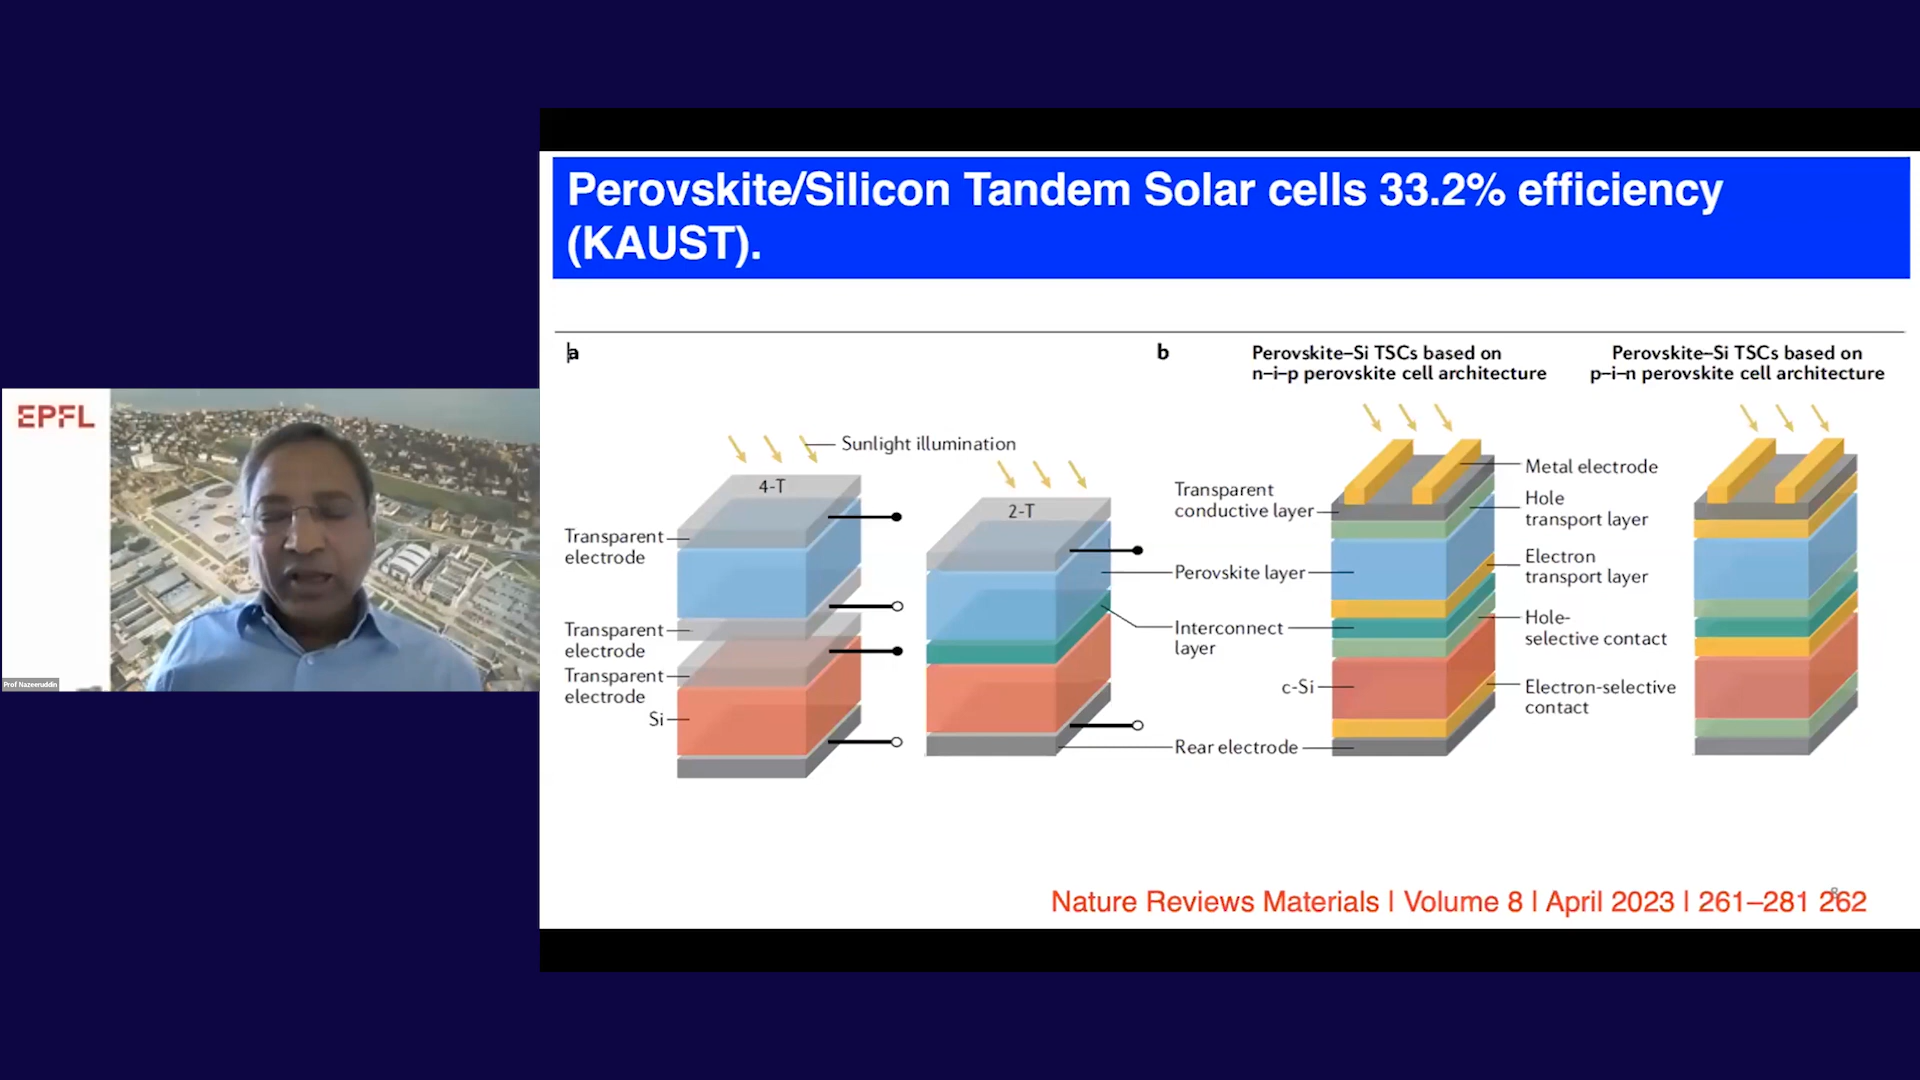 Perovskite/Silicon Tandem Solar cells 33.2% efficiency
(KAUST).
EPFL
Prof Nazeeruddin
a
Sunlight illumination
4-T
2-T
Transparent
electrode
Transparent
electrode
Transparent
electrode
Si
b
Perovskite–Si TSCs based on
n–i–p perovskite cell architecture
Perovskite–Si TSCs based on
p–i–n perovskite cell architecture
Transparent
conductive layer
Perovskite layer
Interconnect
layer
c-Si
Rear electrode
Metal electrode
Hole
transport layer
Electron
transport layer
Hole-
selective contact
Electron-selective
contact
Nature Reviews Materials | Volume 8 | April 2023 | 261–281 262
8